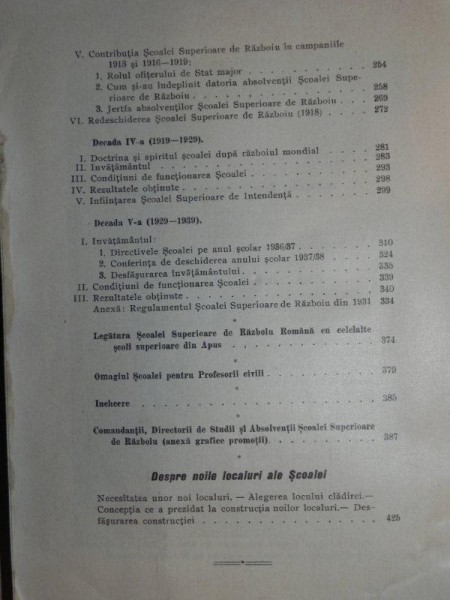 V. Contribuția Școalei Superioare de Război în campaniile
1913 și 1916—1919:
1. Rolul ofițerului de Stat major . . . 254
2. Cum și-au îndeplinit datoria absolvenții Școalei Superioare de Războiu . . . 258
3. Jertfa absolvenților Școalei Superioare de Războiu . . . 269
VI. Redeschiderea Școalei Superioare de Războiu (1918) . . . 272
Decada IV-a (1919—1929).
I. Doctrina și spiritul școalei după războiul mondial . . . 281
II. Invățământul . . . 283
III. Condițiuni de funcționarea Școalei . . . 293
IV. Rezultatele obținute . . . 298
V. Inființarea Școalei Superioare de Intendență . . . 299
Decada V-a (1929—1939).
I. Invățământul:
1. Directivele Școalei pe anul școlar 1936/37 . . . 310
2. Conferința de deschiderea anului școlar 1937/38 . . . 324
3. Desfășurarea învățământului . . . 335
II. Condițiuni de funcționarea Școalei . . . 339
III. Rezultatele obținute . . . 340
Anexă: Regulamentul Școalei Superioare de Războiu din 1931 334
*
Legătura Școalei Superioare de Războiu Română cu celelalte
școli superioare din Apus . . . 374
*
Omagiul Școalei pentru Profesorii civili . . . 379
*
Incheere . . . 385
*
Comandanții, Directorii de Studii și Absolvenții Școalei Superioare
de Războiu (anexă grafice promoții) . . . 387
*
Despre noile localuri ale Școalei
Necesitatea unor noi localuri. — Alegerea locului clădirei.—
Concepția ce a prezidat la construcția noilor localuri.— Des-
fășurarea construcției . . . 425